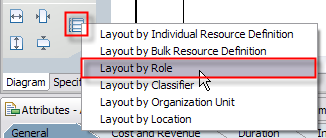 Layout by Individual Resource Definition
Layout by Bulk Resource Definition
Layout by Role
Layout by Classifier
Layout by Organization Unit
Layout by Location
Diagram Specif
Attributes -
General Cost and Revenue Duration